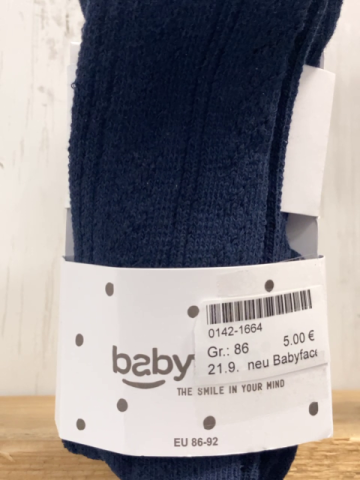 0142-1664
Gr.: 86 5.00 €
21.9. neu Babyface
baby
THE SMILE IN YOUR MIND
EU 86-92